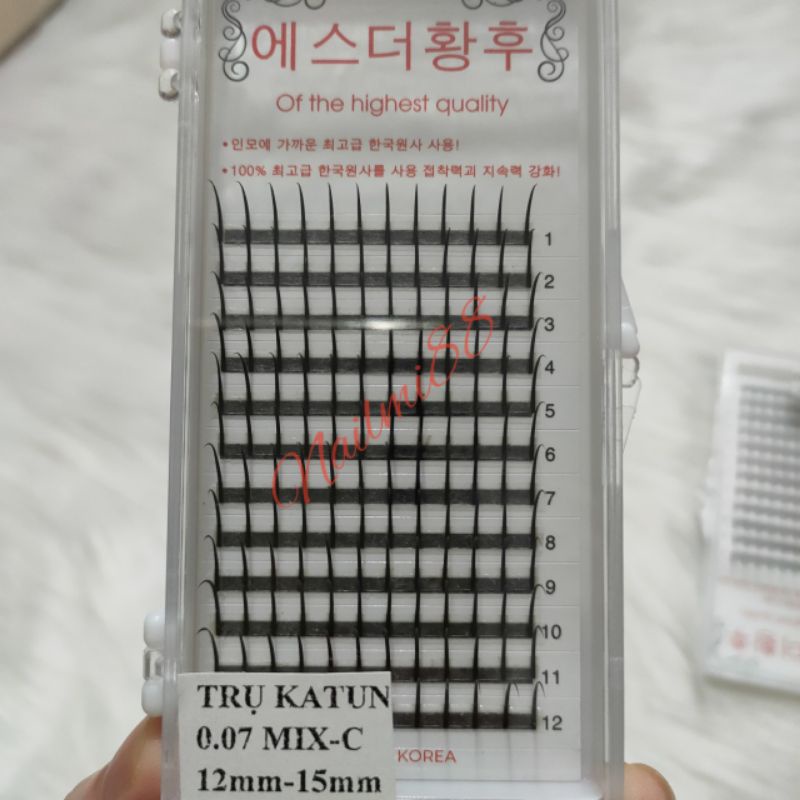 에스더황후
Of the highest quality
• 인모에 가까운 최고급 한국원사 사용!
• 100% 최고급 한국원사를 사용 접착력괴 지속력 강화!
1
2
3
4
5
6
7
8
9
10
11
12
Nailmi88
TRỤ KATUN
0.07 MIX-C
12mm-15mm
KOREA